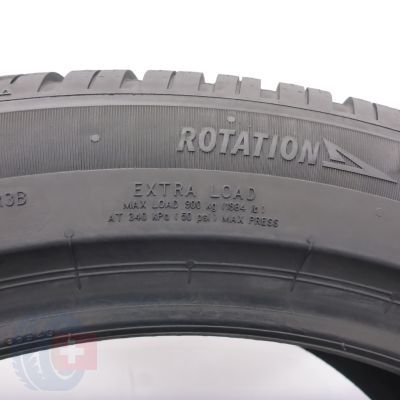 ROTATION
EXTRA LOAD
MAX LOAD 900 kg (1984 lb)
AT 340 KPa (50 psi) MAX PRESS